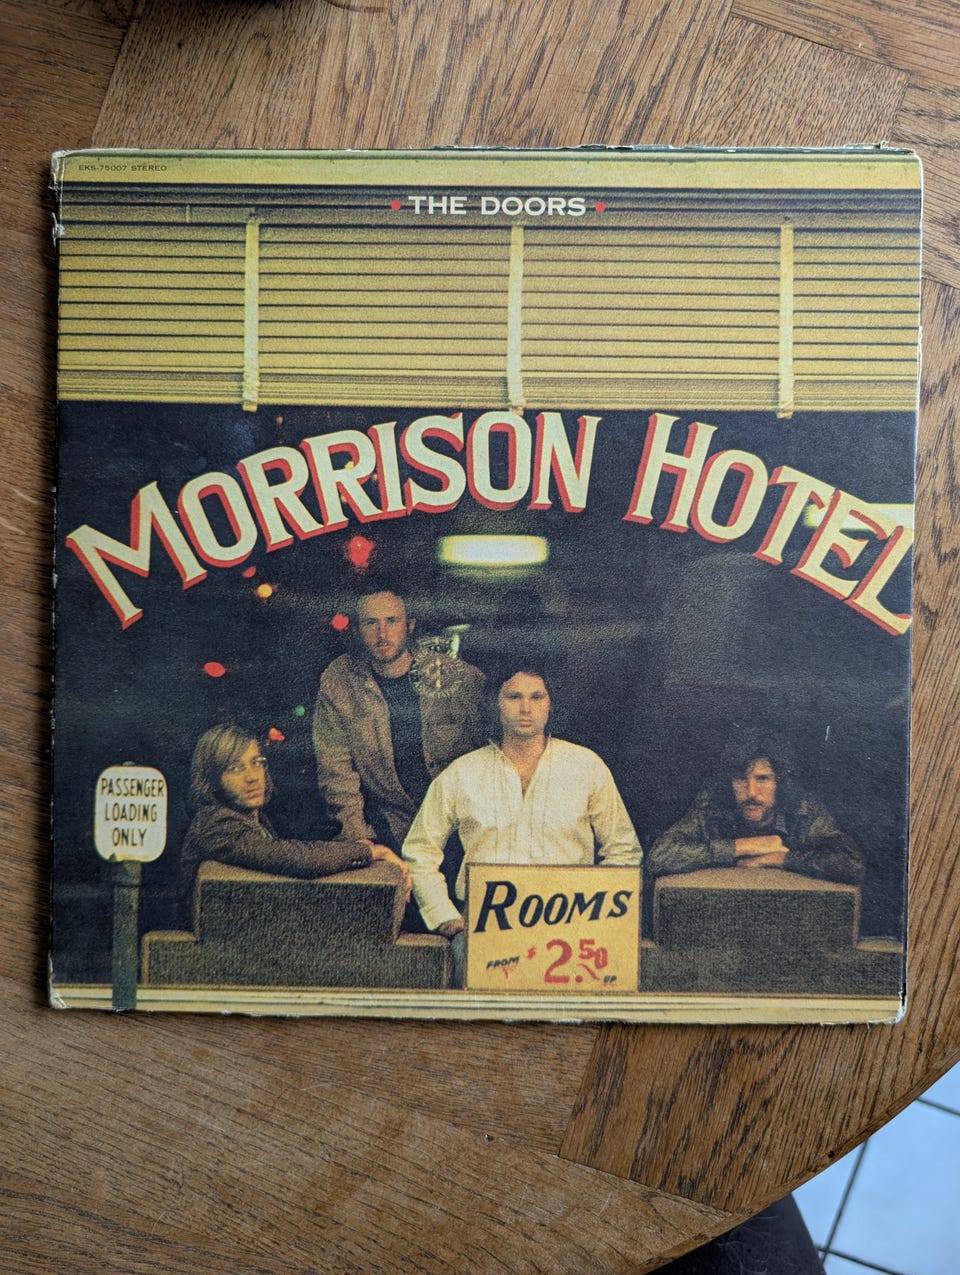 EKS-75007 STEREO
THE DOORS
MORRISON HOTEL
PASSENGER
LOADING
ONLY
ROOMS
FROM $2.50 UP